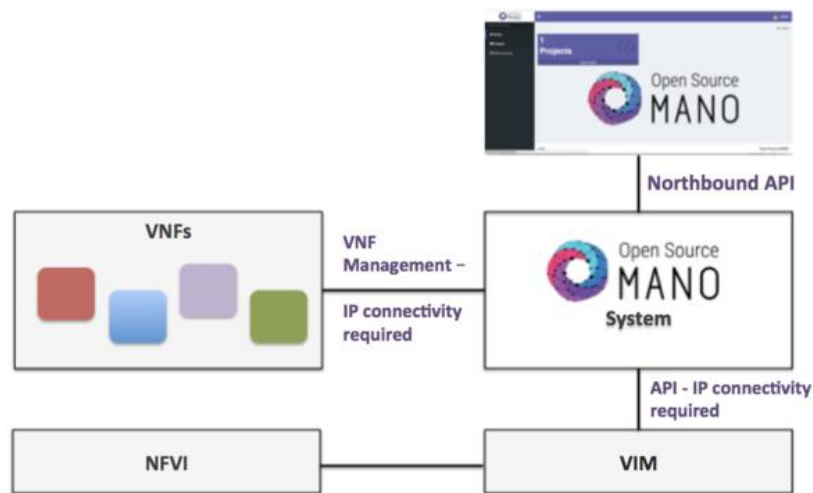 1
Projects
Open Source
MANO
Northbound API
VNFs
VNF
Management –
IP connectivity
required
Open Source
MANO
System
API - IP connectivity
required
NFVI
VIM